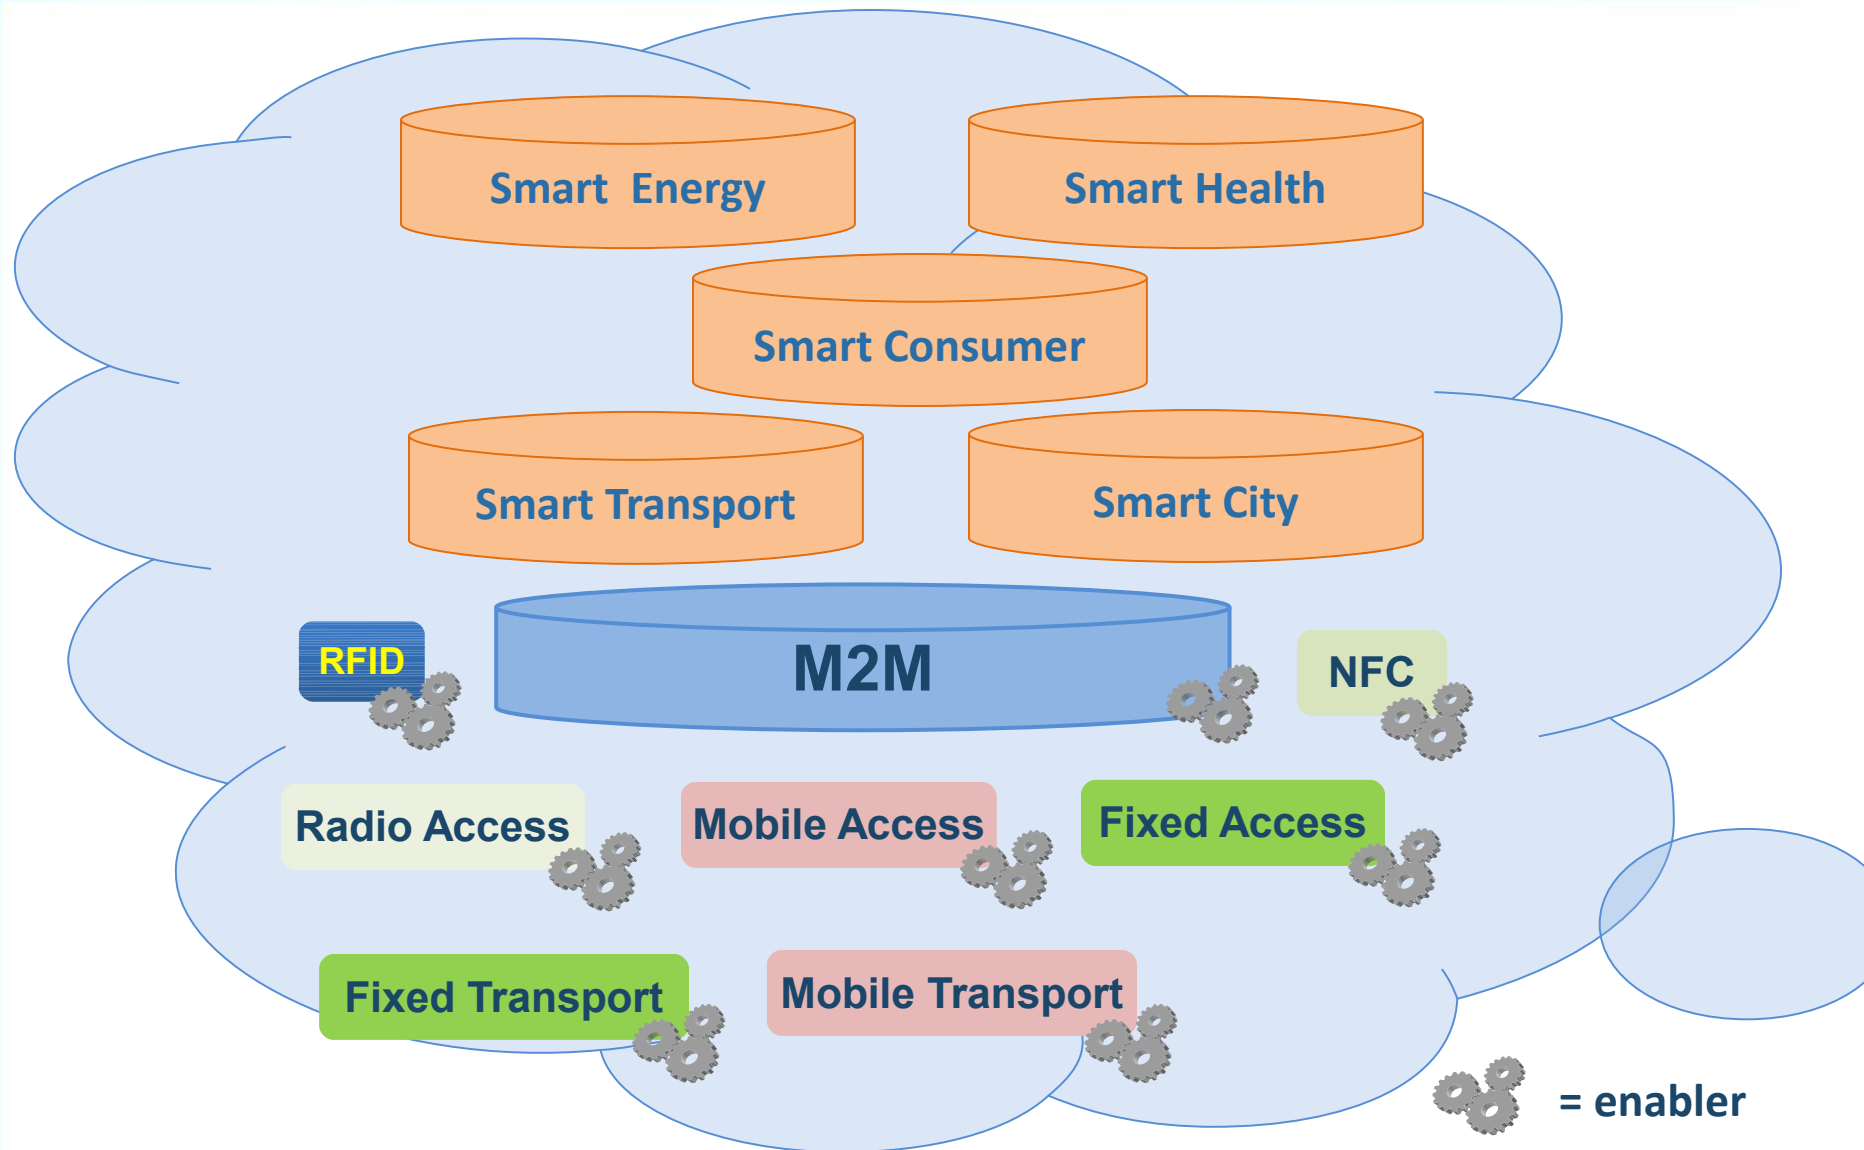 Smart Energy
Smart Health
Smart Consumer
Smart Transport
Smart City
RFID
M2M
NFC
Radio Access
Mobile Access
Fixed Access
Fixed Transport
Mobile Transport
= enabler